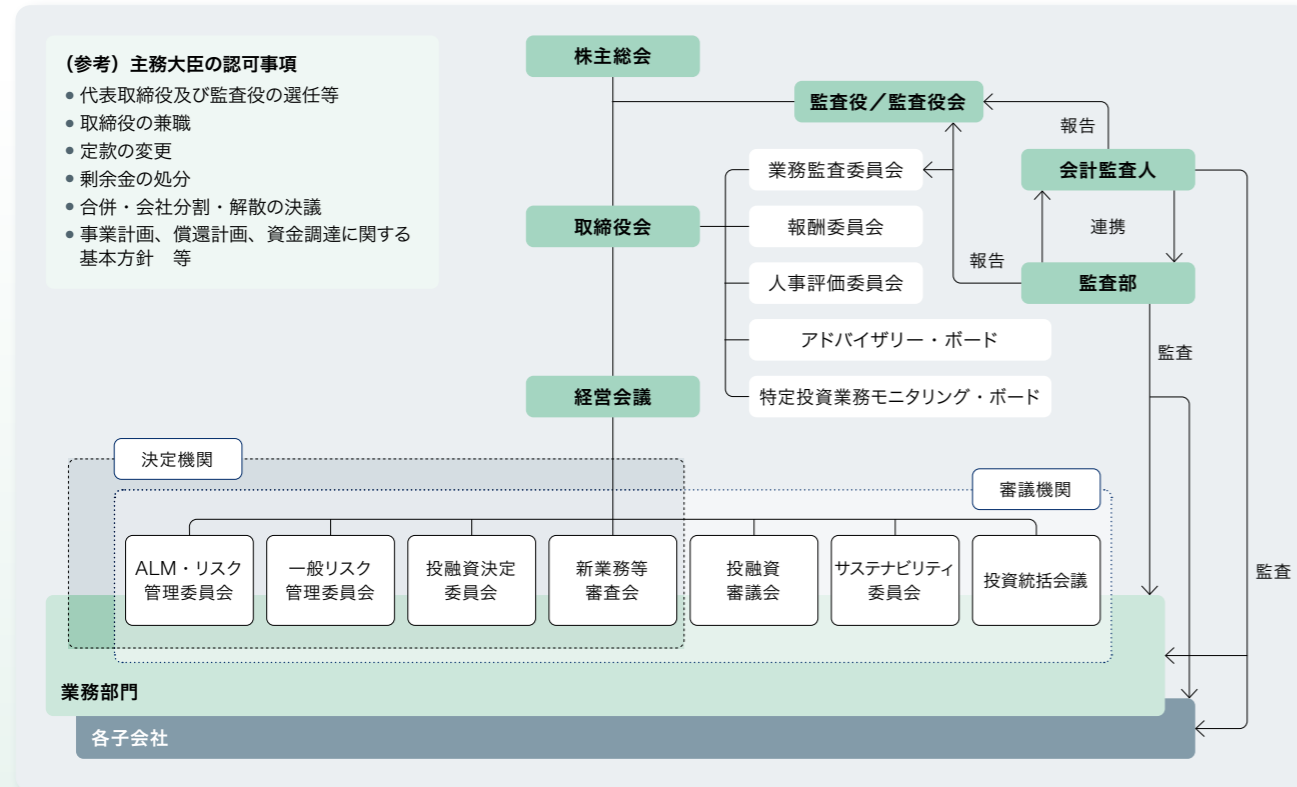 （参考）主務大臣の認可事項
● 代表取締役及び監査役の選任等
● 取締役の兼職
● 定款の変更
● 剰余金の処分
● 合併・会社分割・解散の決議
● 事業計画、償還計画、資金調達に関する
基本方針　等
株主総会
監査役／監査役会
報告
業務監査委員会
会計監査人
取締役会
報酬委員会
連携
報告
人事評価委員会
監査部
アドバイザリー・ボード
監査
経営会議
特定投資業務モニタリング・ボード
決定機関
審議機関
ALM・リスク
管理委員会
一般リスク
管理委員会
投融資決定
委員会
新業務等
審査会
投融資
審議会
サステナビリティ
委員会
投資統括会議
監査
業務部門
各子会社